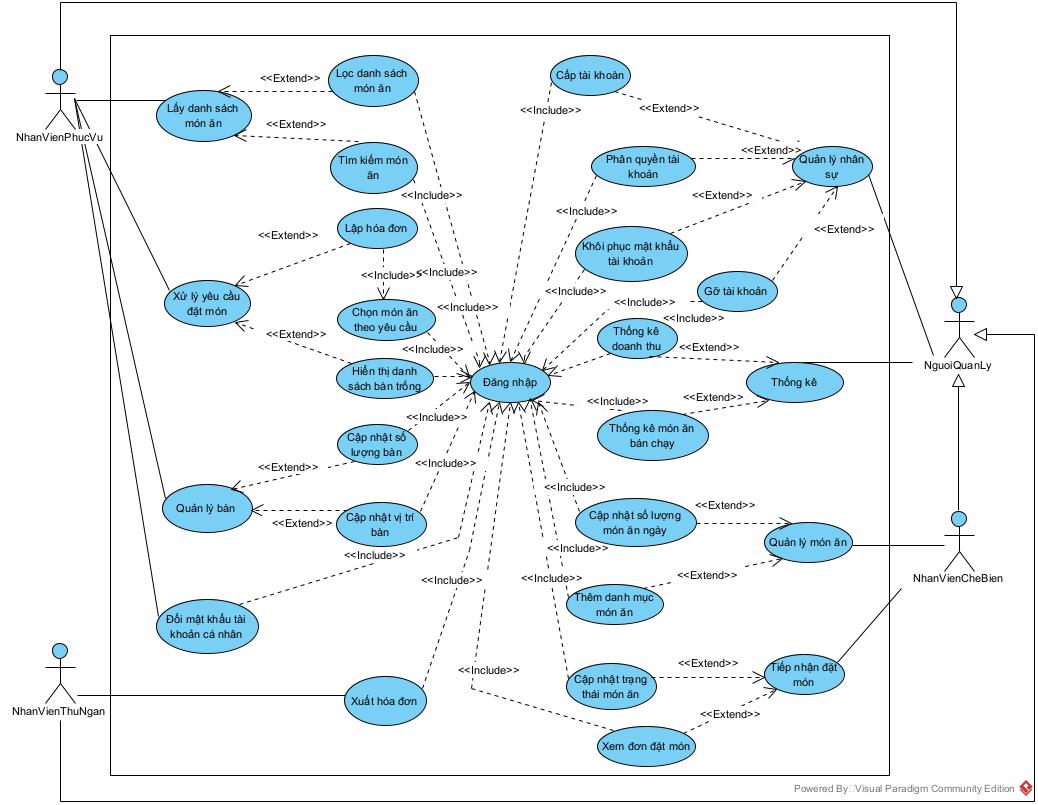 Lọc danh sách
món ăn
Cấp tài khoản
<<Extend>>
<<Extend>>
<<Include>>
Lấy danh sách
món ăn
<<Extend>>
NhanVienPhucVu
Tìm kiếm món
ăn
Phân quyền tài
khoản
<<Extend>>
Quản lý nhân
sự
<<Include>>
<<Extend>>
<<Include>>
Lập hóa đơn
<<Extend>>
<<Extend>>
Khôi phục mật khẩu
tài khoản
<<Include>>
<<Include>>
<<Include>>
Gỡ tài khoản
Xử lý yêu cầu
đặt món
<<Include>>
Chọn món ăn
theo yêu cầu
<<Include>>
Thống kê
doanh thu
<<Extend>>
<<Include>>
<<Extend>>
NguoiQuanLy
Hiển thị danh
sách bàn trống
Đăng nhập
Thống kê
<<Include>>
<<Include>>
<<Extend>>
Cập nhật số
lượng bàn
Thống kê món ăn
bán chạy
<<Extend>>
<<Include>>
<<Include>>
Quản lý bàn
<<Extend>>
Cập nhật vị trí
bàn
<<Extend>>
Cập nhật số lượng
món ăn ngày
Quản lý món ăn
<<Include>>
<<Include>>
<<Include>>
<<Include>>
<<Extend>>
NhanVienCheBien
Thêm danh mục
món ăn
Đổi mật khẩu tài
khoản cá nhân
<<Include>>
<<Extend>>
Tiếp nhận đặt
món
Cập nhật trạng
thái món ăn
NhanVienThuNgan
Xuất hóa đơn
<<Extend>>
Xem đơn đặt món
Powered By Visual Paradigm Community Edition